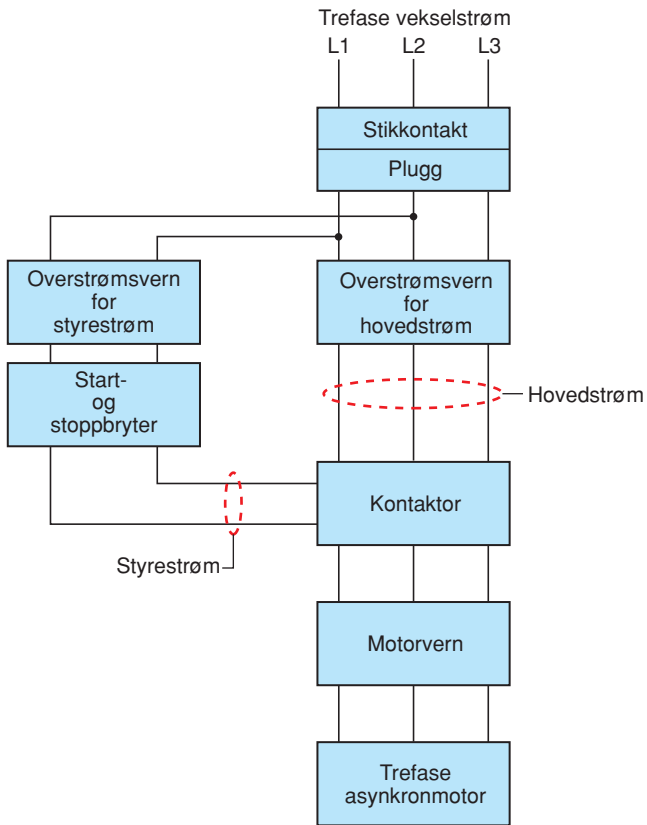 Trefase vekselstrøm
L1 L2 L3
Stikkontakt
Plugg
Overstrømsvern
for
styrestrøm
Overstrømsvern
for
hovedstrøm
Start-
og
stoppbryter
Hovedstrøm
Kontaktor
Styrestrøm
Motorvern
Trefase
asynkronmotor